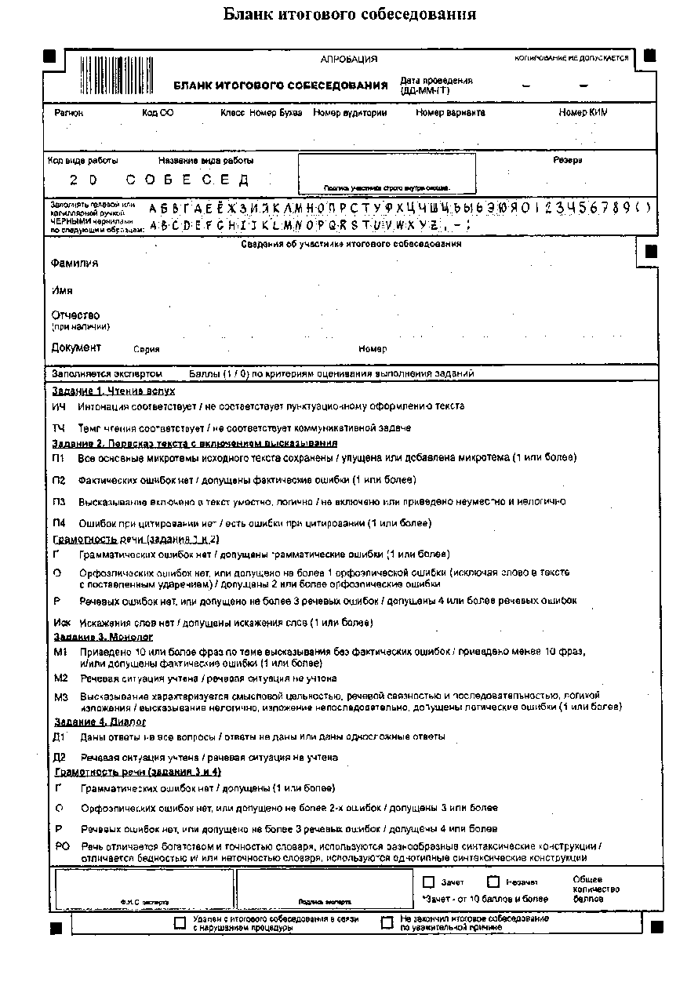 Бланк итогового собеседования
АПРОБАЦИЯ
КОПИРОВАНИЕ НЕ ДОПУСКАЕТСЯ
БЛАНК ИТОГОВОГО СОБЕСЕДОВАНИЯ
Дата проведения
(ДД-ММ-ГГ)
– –
Регион Код ОО Класс Номер Буква Номер аудитории Номер варианта Номер КИМ
Код вида работы Название вида работы Резерв
20 СОБЕСЕД
Подпись участника строго внутри окошка.
Заполнять гелевой или
капиллярной ручкой
ЧЕРНЫМИ чернилами
по следующим образцам:
АБВГДЕЁЖЗИЙКЛМНОПРСТУФХЦЧШЩЪЫЬЭЮЯ0123456789()
ABCDEFGHIJKLMNOPQRSTUVWXYZ,-;
Сведения об участнике итогового собеседования
Фамилия
Имя
Отчество
(при наличии)
Документ Серия Номер
Заполняется экспертом Баллы (1 / 0) по критериям оценивания выполнения заданий
Задание 1. Чтение вслух
ИЧ Интонация соответствует / не соответствует пунктуационному оформлению текста
ТЧ Темп чтения соответствует / не соответствует коммуникативной задаче
Задание 2. Пересказ текста с включением высказывания
П1 Все основные микротемы исходного текста сохранены / упущена или добавлена микротема (1 или более)
П2 Фактических ошибок нет / допущены фактические ошибки (1 или более)
П3 Высказывание включено в текст уместно, логично / не включено или приведено неуместно и нелогично
П4 Ошибок при цитировании нет / есть ошибки при цитировании (1 или более)
Грамотность речи (задания 1 и 2)
Г Грамматических ошибок нет / допущены грамматические ошибки (1 или более)
О Орфоэпических ошибок нет, или допущено не более 1 орфоэпической ошибки (исключая слово в тексте
с поставленным ударением) / допущены 2 или более орфоэпические ошибки
Р Речевых ошибок нет, или допущено не более 3 речевых ошибок / допущены 4 или более речевых ошибок
Иск Искажения слов нет / допущены искажения слов (1 или более)
Задание 3. Монолог
М1 Приведено 10 или более фраз по теме высказывания без фактических ошибок / приведено менее 10 фраз,
и/или допущены фактические ошибки (1 или более)
М2 Речевая ситуация учтена / речевая ситуация не учтена
М3 Высказывание характеризуется смысловой цельностью, речевой связностью и последовательностью, логикой
изложения / высказывание нелогично, изложение непоследовательно, допущены логические ошибки (1 или более)
Задание 4. Диалог
Д1 Даны ответы на все вопросы / ответы не даны или даны односложные ответы
Д2 Речевая ситуация учтена / речевая ситуация не учтена
Грамотность речи (задания 3 и 4)
Г Грамматических ошибок нет / допущены (1 или более)
О Орфоэпических ошибок нет, или допущено не более 2-х ошибок / допущены 3 или более
Р Речевых ошибок нет, или допущено не более 3 речевых ошибок / допущены 4 или более
РО Речь отличается богатством и точностью словаря, используются разнообразные синтаксические конструкции /
отличается бедностью и/ или неточностью словаря, используются однотипные синтаксические конструкции
Ф.И.О эксперта
Подпись эксперта
Зачет Незачет
*Зачет - от 10 баллов и более
Общее
количество
баллов
Удален с итогового собеседования в связи
с нарушением процедуры
Не закончил итоговое собеседование
по уважительной причине